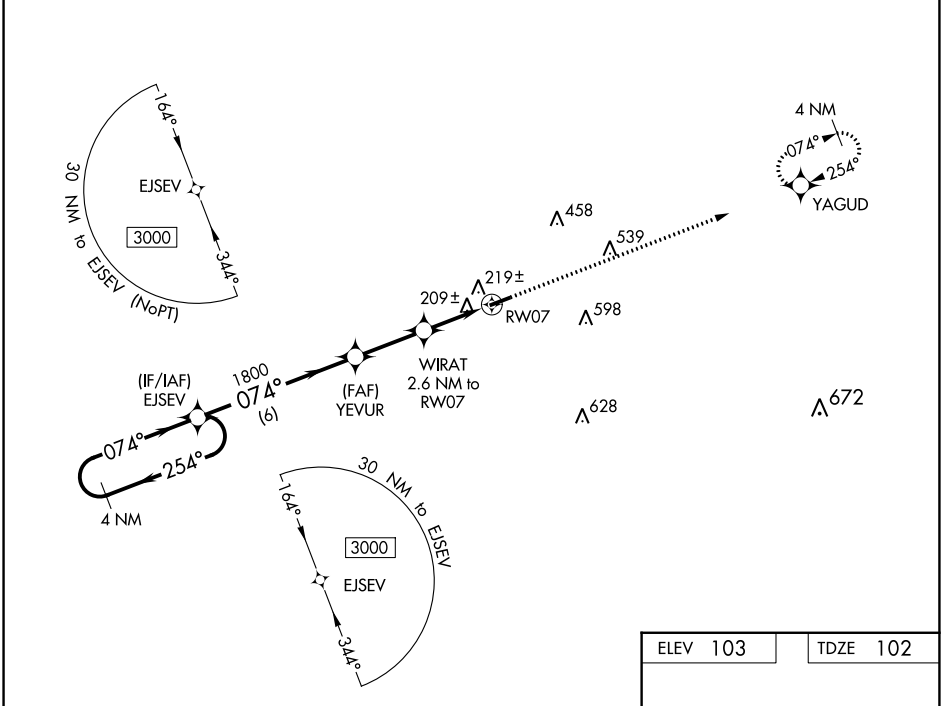 4 NM
074°
254°
YAGUD
164°
EJSEV
3000
344°
30 NM to EJSEV (NoPT)
458
539
219±
209±
RW07
598
WIRAT
2.6 NM to
RW07
(FAF)
YEVUR
1800
074°
(6)
(IF/IAF)
EJSEV
074°
254°
4 NM
628
672
30 NM to EJSEV
164°
3000
EJSEV
344°
ELEV 103
TDZE 102